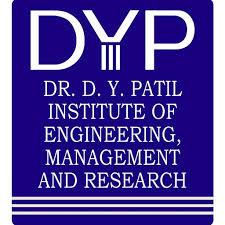 DYP
DR. D. Y. PATIL
INSTITUTE OF
ENGINEERING,
MANAGEMENT
AND RESEARCH